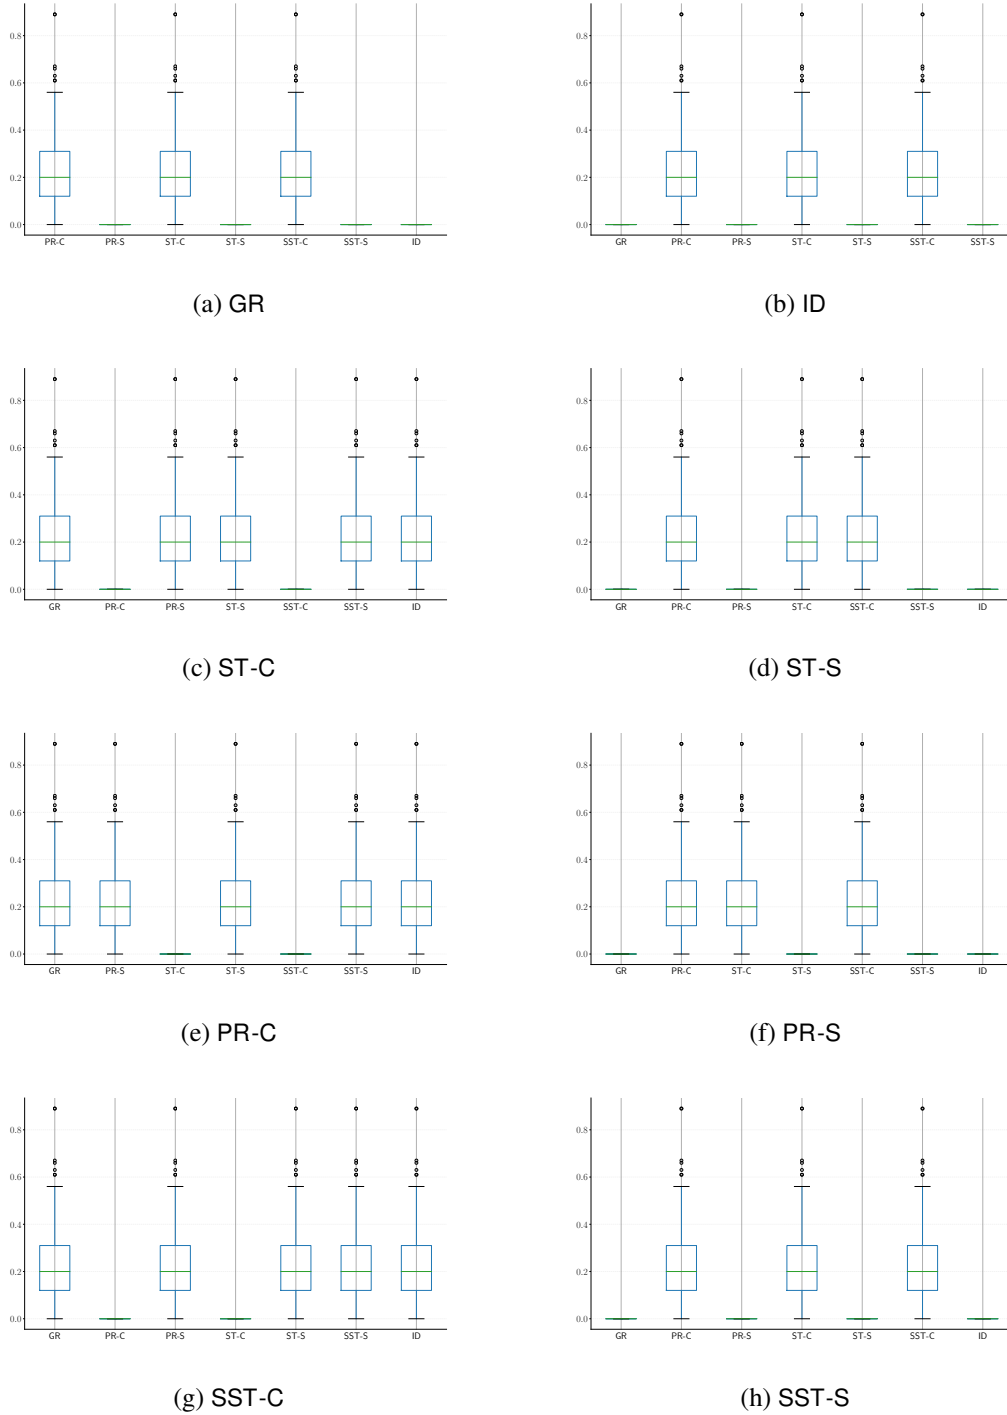 0.8
0.6
0.4
0.2
0.0
PR-C PR-S ST-C ST-S SST-C SST-S ID
(a) GR
0.8
0.6
0.4
0.2
0.0
GR PR-C PR-S ST-C ST-S SST-C SST-S
(b) ID
0.8
0.6
0.4
0.2
0.0
GR PR-C PR-S ST-S SST-C SST-S ID
(c) ST-C
0.8
0.6
0.4
0.2
0.0
GR PR-C PR-S ST-C SST-C SST-S ID
(d) ST-S
0.8
0.6
0.4
0.2
0.0
GR PR-S ST-C ST-S SST-C SST-S ID
(e) PR-C
0.8
0.6
0.4
0.2
0.0
GR PR-C ST-C ST-S SST-C SST-S ID
(f) PR-S
0.8
0.6
0.4
0.2
0.0
GR PR-C PR-S ST-C ST-S SST-S ID
(g) SST-C
0.8
0.6
0.4
0.2
0.0
GR PR-C PR-S ST-C ST-S SST-C ID
(h) SST-S